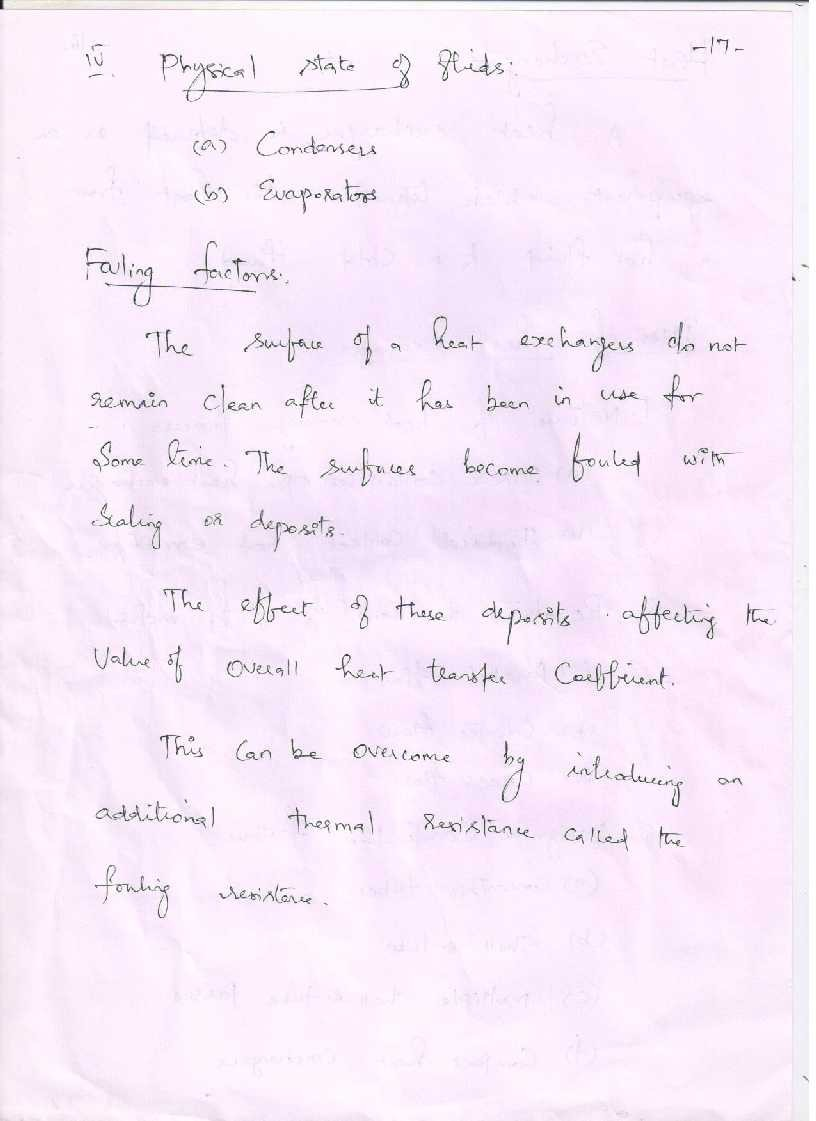 -17-
iv. Physical state of fluids.
(a) Condensers
(b) Evaporators
Fouling factors.
The surface of a heat exchangers do not
remain clean after it has been in use for
Some time. The surfaces become fouled with
Scaling or deposits.
The effect of these deposits affecting the
Value of overall heat transfer Coefficient.
This Can be overcome by introducing an
additional thermal resistance called the
fouling resistance.